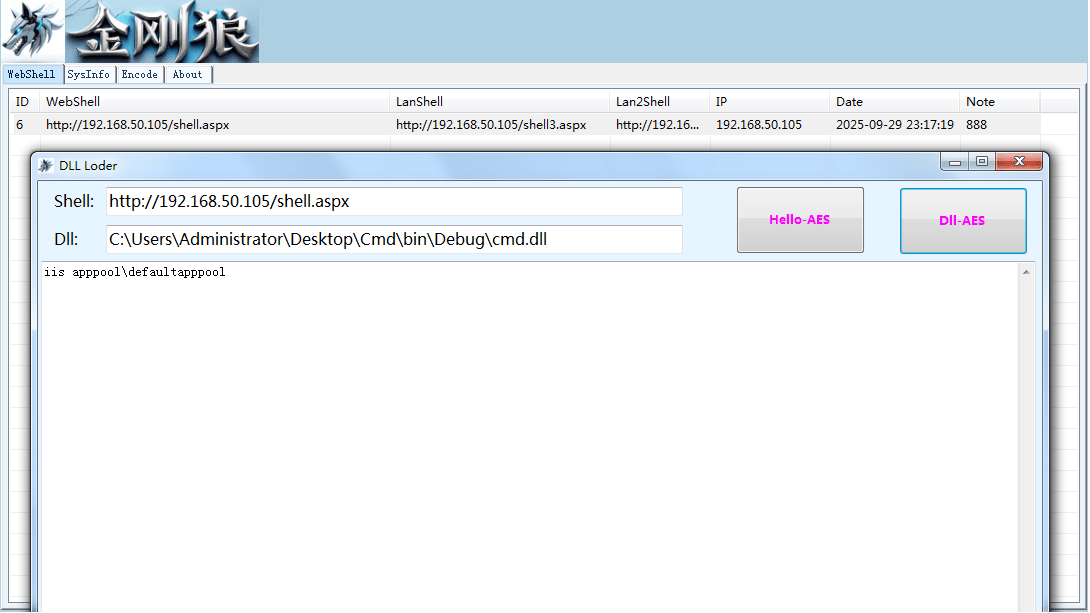 金刚狼
WebShell SysInfo Encode About
ID WebShell LanShell Lan2Shell IP Date Note
6 http://192.168.50.105/shell.aspx http://192.168.50.105/shell3.aspx http://192.16... 192.168.50.105 2025-09-29 23:17:19 888
DLL Loder
Shell: http://192.168.50.105/shell.aspx Hello-AES Dll-AES
Dll: C:\Users\Administrator\Desktop\Cmd\bin\Debug\cmd.dll
iis apppool\defaultapppool